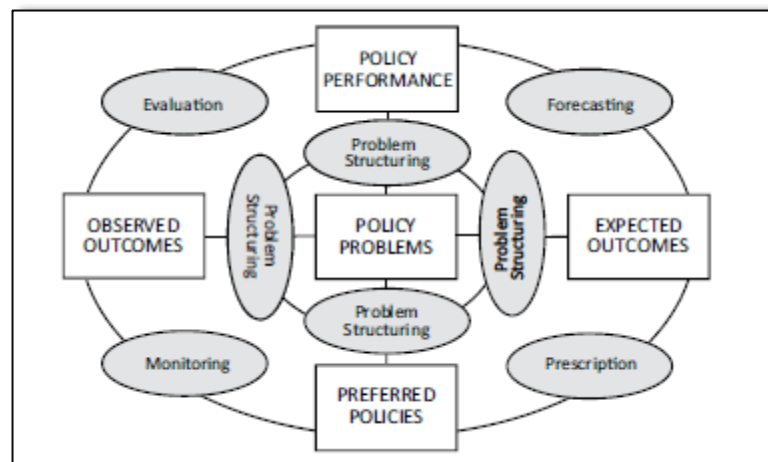 POLICY
PERFORMANCE
Evaluation
Forecasting
Problem
Structuring
Problem
Structuring
OBSERVED
OUTCOMES
POLICY
PROBLEMS
Problem
Structuring
EXPECTED
OUTCOMES
Problem
Structuring
Monitoring
Prescription
PREFERRED
POLICIES